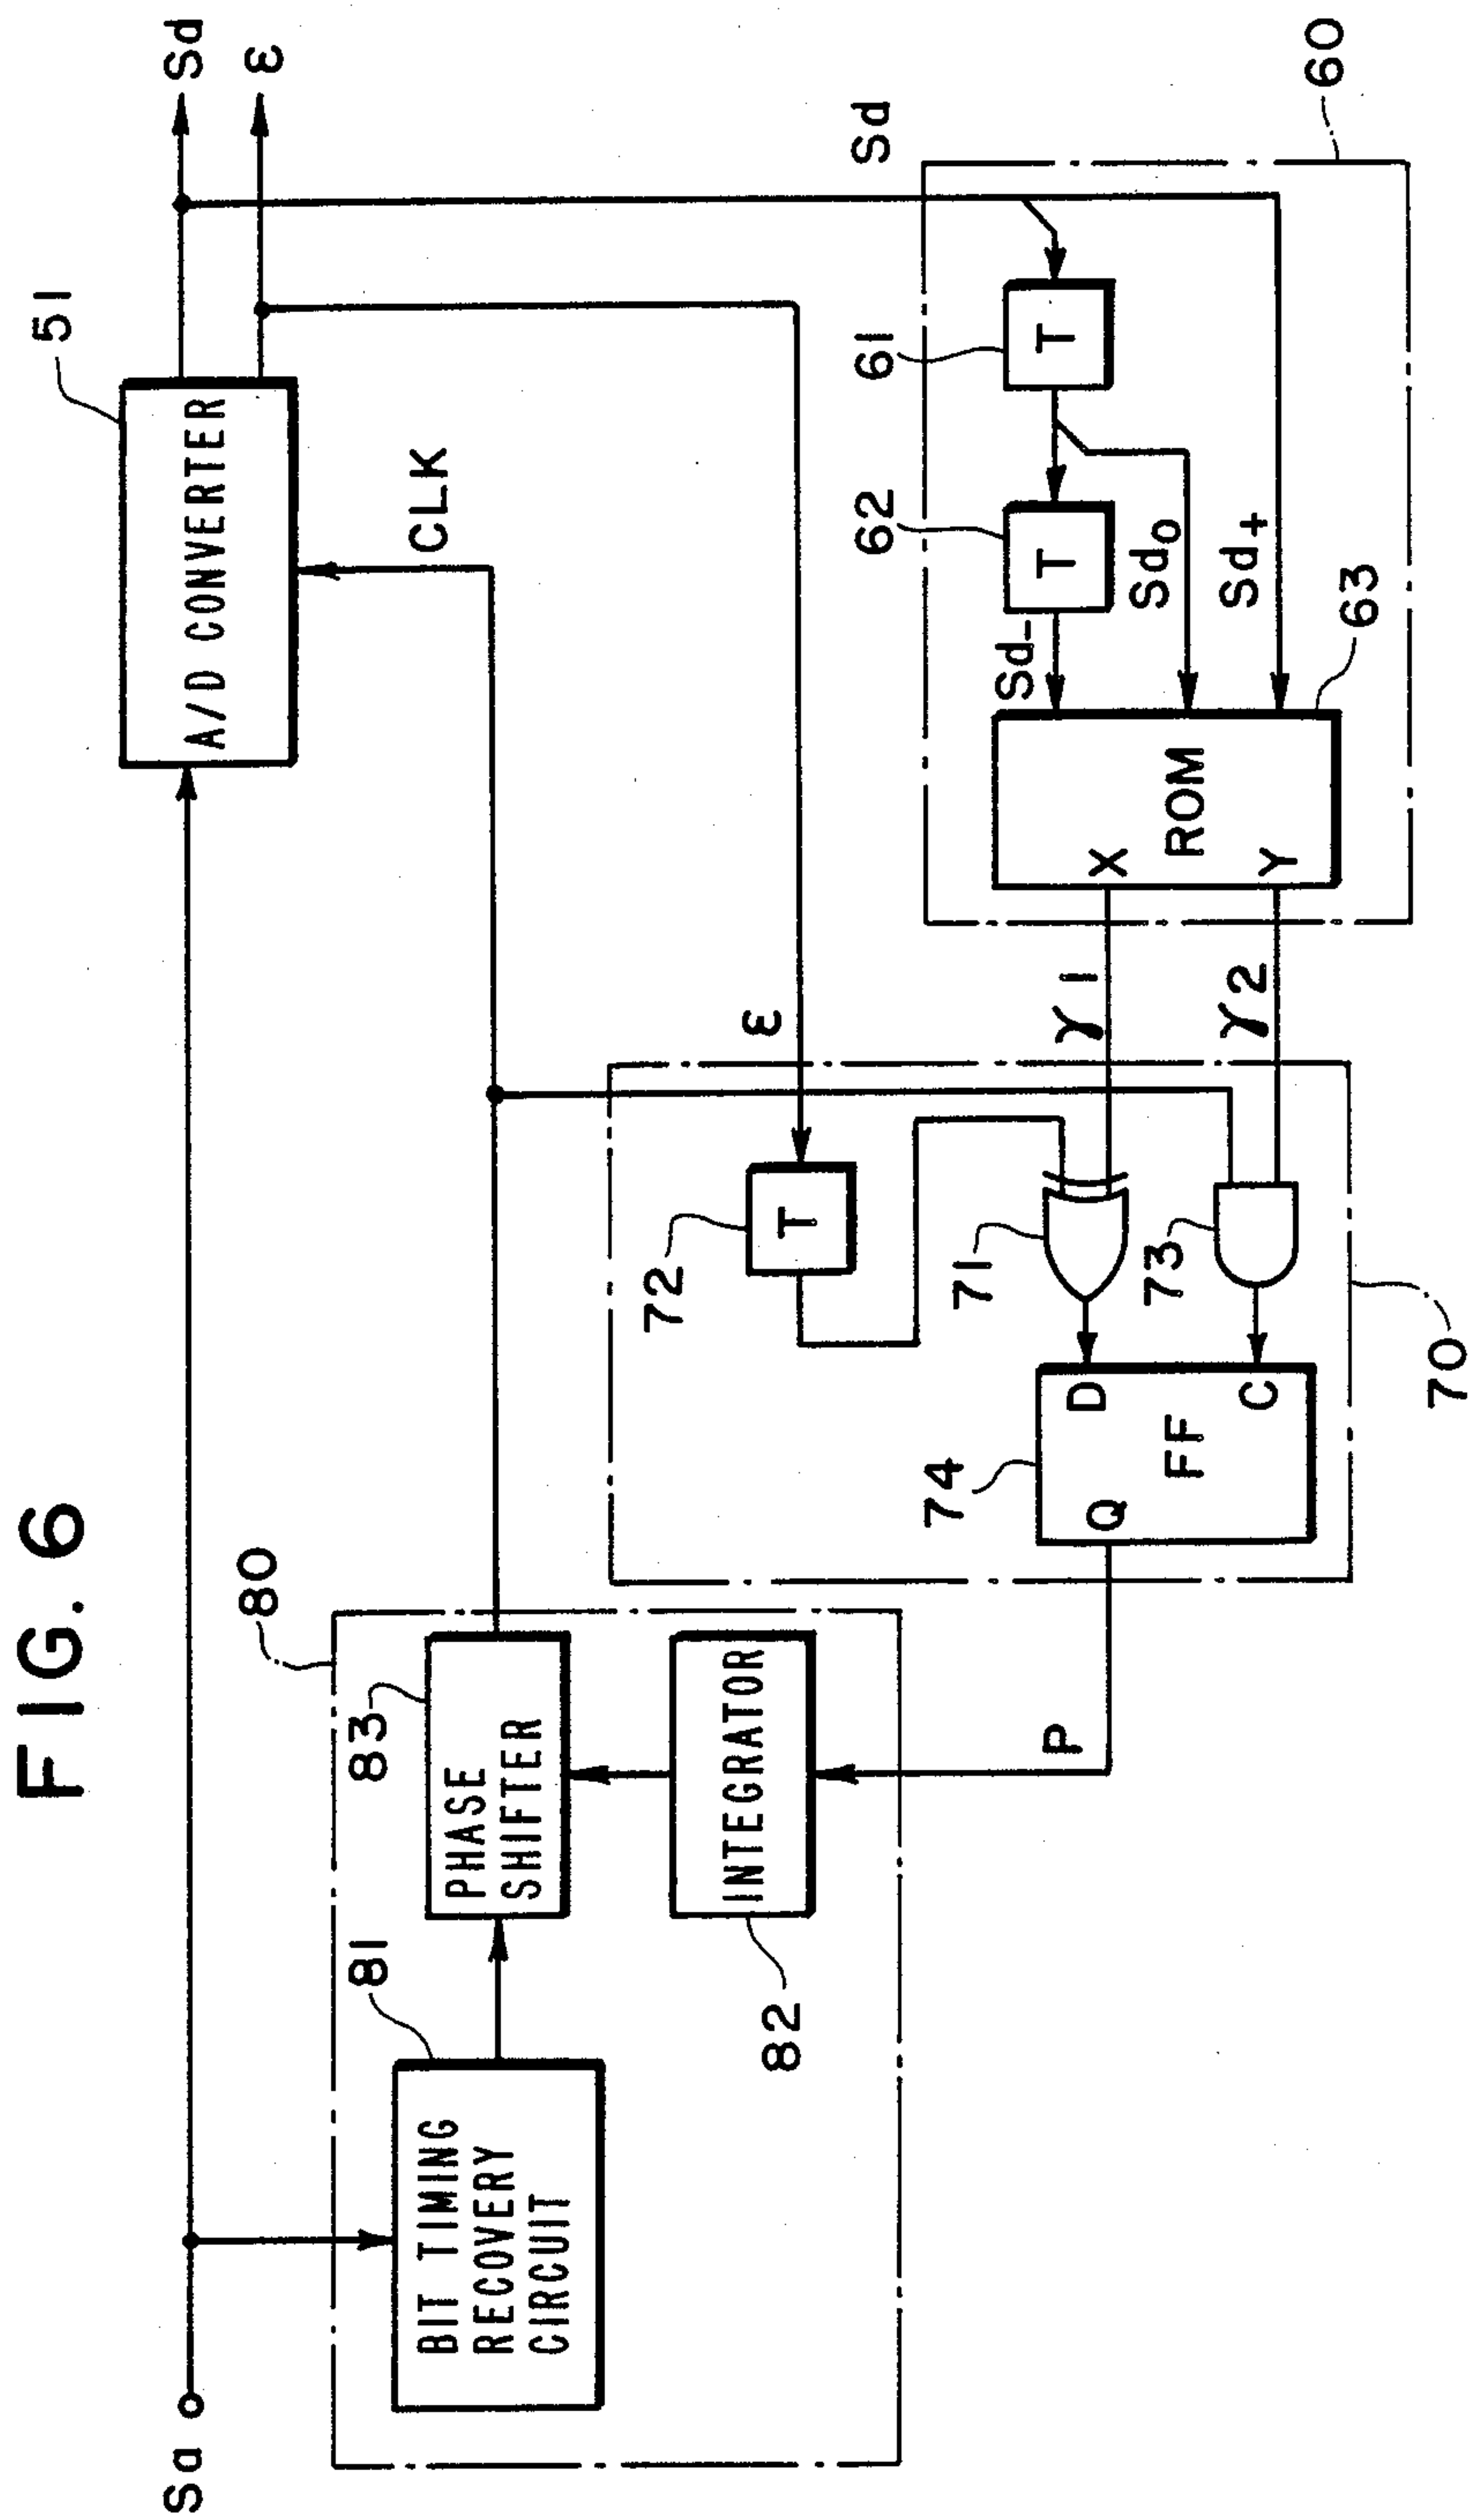 FIG. 6
Sa
80
81
BIT TIMING
RECOVERY
CIRCUIT
83
PHASE
SHIFTER
82
INTEGRATOR
P
51
A/D CONVERTER
CLK
Sd
ε
ε
72
T
71
73
74
D
C
Q
FF
70
γ1
γ2
X
Y
ROM
63
Sd-
Sd0
Sd+
62
T
61
T
Sd
60